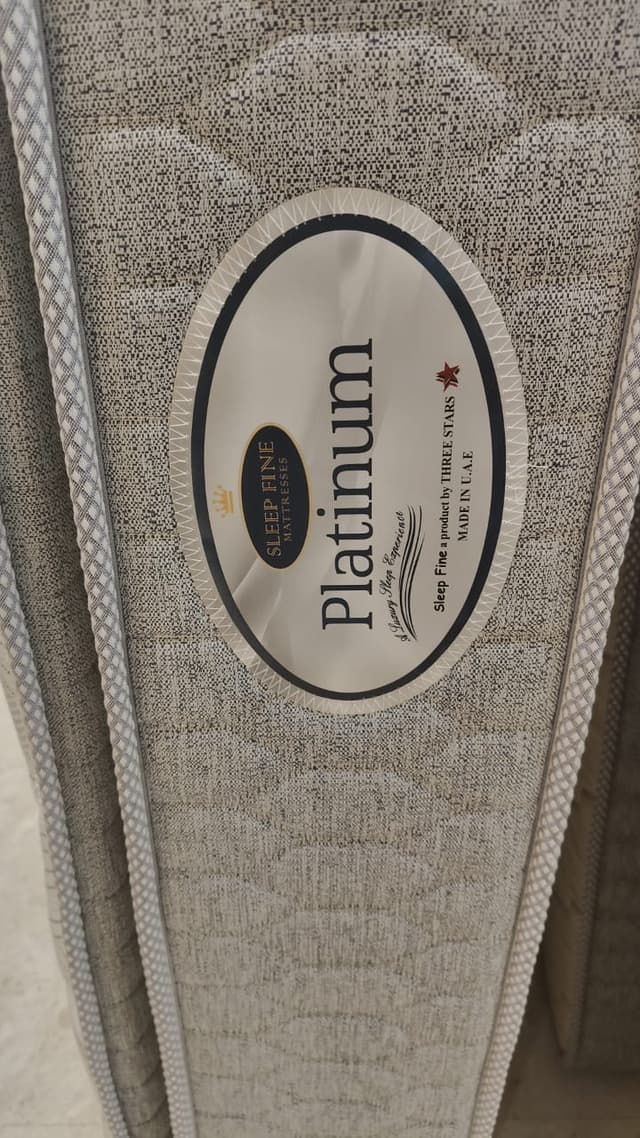 SLEEP FINE
MATTRESSES
Platinum
A Luxury Sleep Experience
Sleep Fine a product by THREE STARS
MADE IN U.A.E